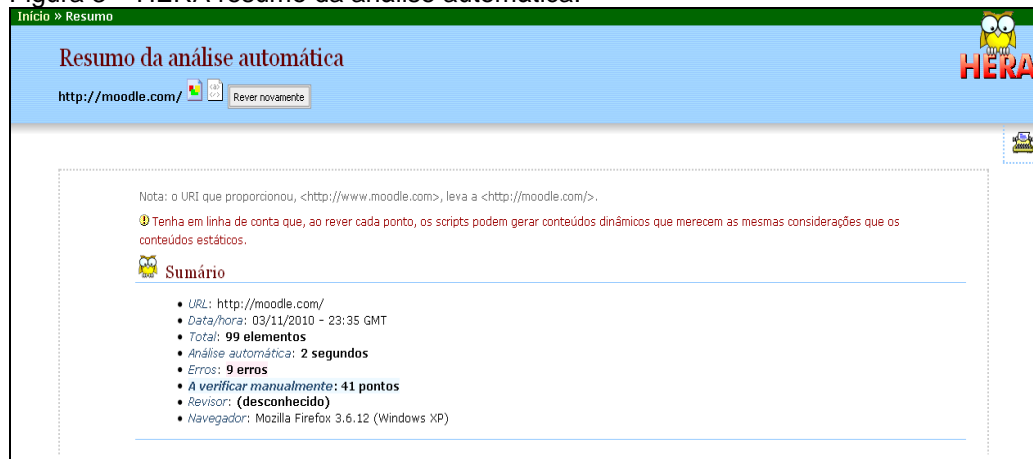 Figura 3 – HERA resumo da análise automática.
Início » Resumo
Resumo da análise automática
HERA
http://moodle.com/ Rever novamente
Nota: o URI que proporcionou, <http://www.moodle.com>, leva a <http://moodle.com/>.
Tenha em linha de conta que, ao rever cada ponto, os scripts podem gerar conteúdos dinâmicos que merecem as mesmas considerações que os
conteúdos estáticos.
Sumário
• URL: http://moodle.com/
• Data/hora: 03/11/2010 - 23:35 GMT
• Total: 99 elementos
• Análise automática: 2 segundos
• Erros: 9 erros
• A verificar manualmente: 41 pontos
• Revisor: (desconhecido)
• Navegador: Mozilla Firefox 3.6.12 (Windows XP)